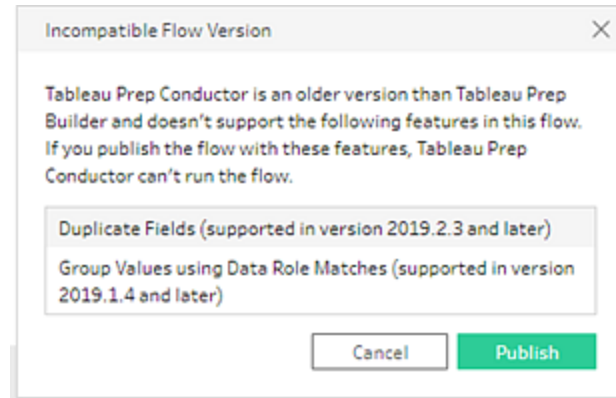 Incompatible Flow Version
Tableau Prep Conductor is an older version than Tableau Prep
Builder and doesn't support the following features in this flow.
If you publish the flow with these features, Tableau Prep
Conductor can't run the flow.
Duplicate Fields (supported in version 2019.2.3 and later)
Group Values using Data Role Matches (supported in version
2019.1.4 and later)
Cancel Publish